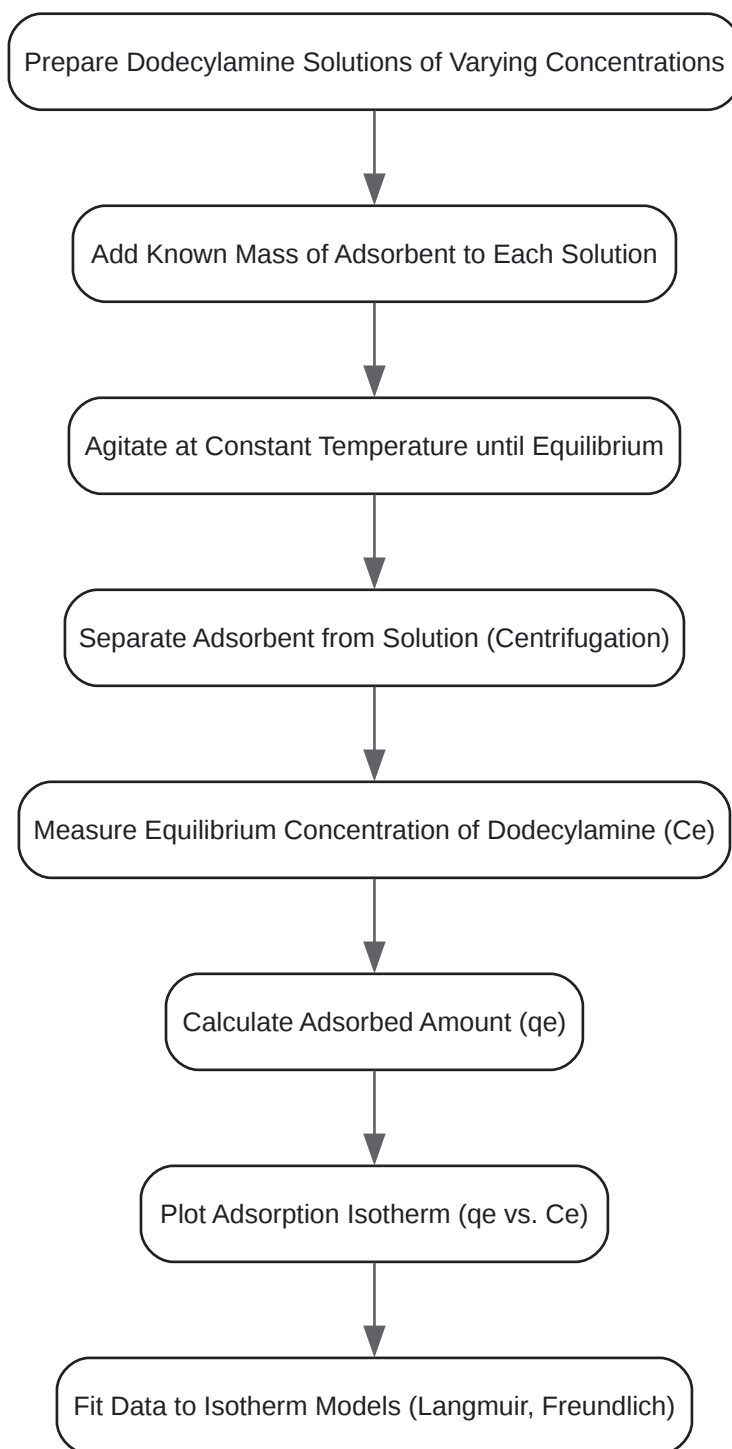 Prepare Dodecylamine Solutions of Varying Concentrations
Add Known Mass of Adsorbent to Each Solution
Agitate at Constant Temperature until Equilibrium
Separate Adsorbent from Solution (Centrifugation)
Measure Equilibrium Concentration of Dodecylamine (Ce)
Calculate Adsorbed Amount (qe)
Plot Adsorption Isotherm (qe vs. Ce)
Fit Data to Isotherm Models (Langmuir, Freundlich)